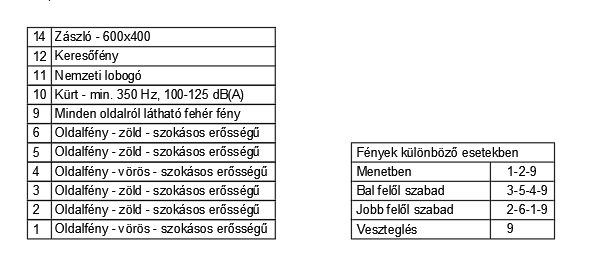 14 Zászló - 600x400
12 Keresőfény
11 Nemzeti lobogó
10 Kürt - min. 350 Hz, 100-125 dB(A)
9 Minden oldalról látható fehér fény
6 Oldalfény - zöld - szokásos erősségű
5 Oldalfény - zöld - szokásos erősségű
4 Oldalfény - vörös - szokásos erősségű
3 Oldalfény - zöld - szokásos erősségű
2 Oldalfény - zöld - szokásos erősségű
1 Oldalfény - vörös - szokásos erősségű
Fények különböző esetekben
Menetben 1-2-9
Bal felől szabad 3-5-4-9
Jobb felől szabad 2-6-1-9
Veszteglés 9